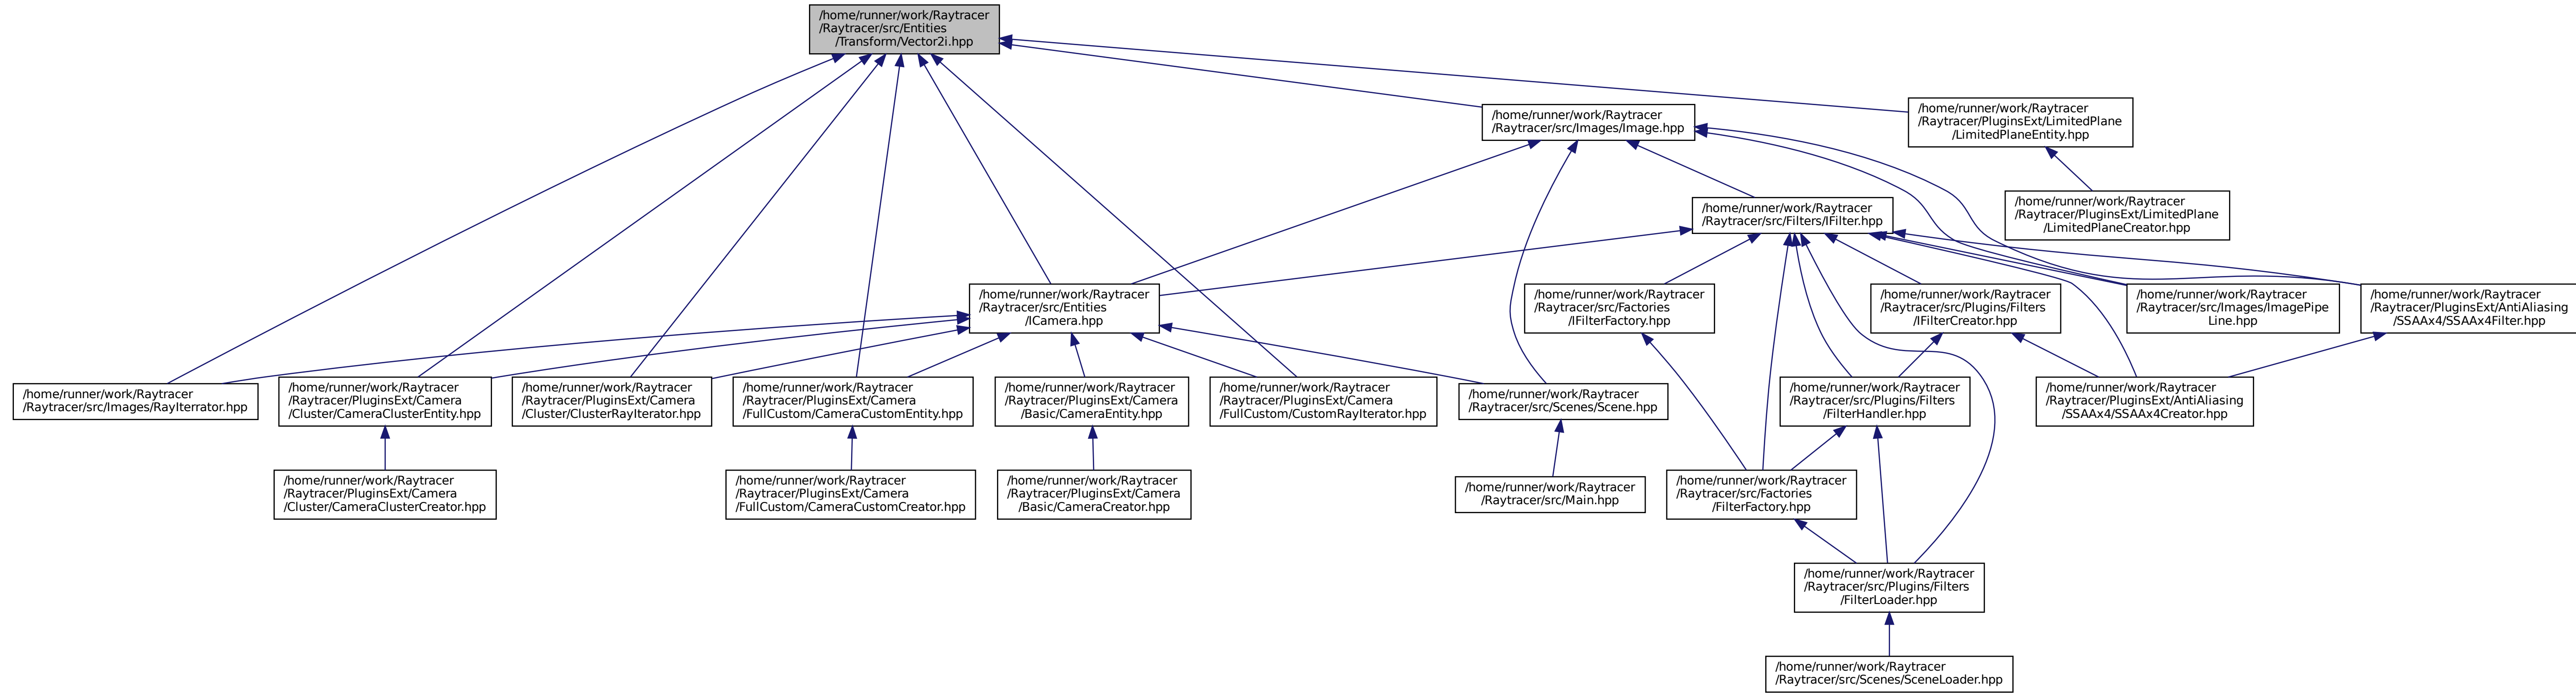 /home/runner/work/Raytracer
/Raytracer/src/Entities
/Transform/Vector2i.hpp
/home/runner/work/Raytracer
/Raytracer/src/Images/Image.hpp
/home/runner/work/Raytracer
/Raytracer/PluginsExt/LimitedPlane
/LimitedPlaneEntity.hpp
/home/runner/work/Raytracer
/Raytracer/src/Filters/IFilter.hpp
/home/runner/work/Raytracer
/Raytracer/PluginsExt/LimitedPlane
/LimitedPlaneCreator.hpp
/home/runner/work/Raytracer
/Raytracer/src/Entities
/ICamera.hpp
/home/runner/work/Raytracer
/Raytracer/src/Factories
/IFilterFactory.hpp
/home/runner/work/Raytracer
/Raytracer/src/Plugins/Filters
/IFilterCreator.hpp
/home/runner/work/Raytracer
/Raytracer/src/Images/ImagePipe
Line.hpp
/home/runner/work/Raytracer
/Raytracer/PluginsExt/AntiAliasing
/SSAAx4/SSAAx4Filter.hpp
/home/runner/work/Raytracer
/Raytracer/src/Images/RayIterrator.hpp
/home/runner/work/Raytracer
/Raytracer/PluginsExt/Camera
/Cluster/CameraClusterEntity.hpp
/home/runner/work/Raytracer
/Raytracer/PluginsExt/Camera
/Cluster/ClusterRayIterator.hpp
/home/runner/work/Raytracer
/Raytracer/PluginsExt/Camera
/FullCustom/CameraCustomEntity.hpp
/home/runner/work/Raytracer
/Raytracer/PluginsExt/Camera
/Basic/CameraEntity.hpp
/home/runner/work/Raytracer
/Raytracer/PluginsExt/Camera
/FullCustom/CustomRayIterator.hpp
/home/runner/work/Raytracer
/Raytracer/src/Scenes/Scene.hpp
/home/runner/work/Raytracer
/Raytracer/src/Plugins/Filters
/FilterHandler.hpp
/home/runner/work/Raytracer
/Raytracer/PluginsExt/AntiAliasing
/SSAAx4/SSAAx4Creator.hpp
/home/runner/work/Raytracer
/Raytracer/PluginsExt/Camera
/Cluster/CameraClusterCreator.hpp
/home/runner/work/Raytracer
/Raytracer/PluginsExt/Camera
/FullCustom/CameraCustomCreator.hpp
/home/runner/work/Raytracer
/Raytracer/PluginsExt/Camera
/Basic/CameraCreator.hpp
/home/runner/work/Raytracer
/Raytracer/src/Main.hpp
/home/runner/work/Raytracer
/Raytracer/src/Factories
/FilterFactory.hpp
/home/runner/work/Raytracer
/Raytracer/src/Plugins/Filters
/FilterLoader.hpp
/home/runner/work/Raytracer
/Raytracer/src/Scenes/SceneLoader.hpp